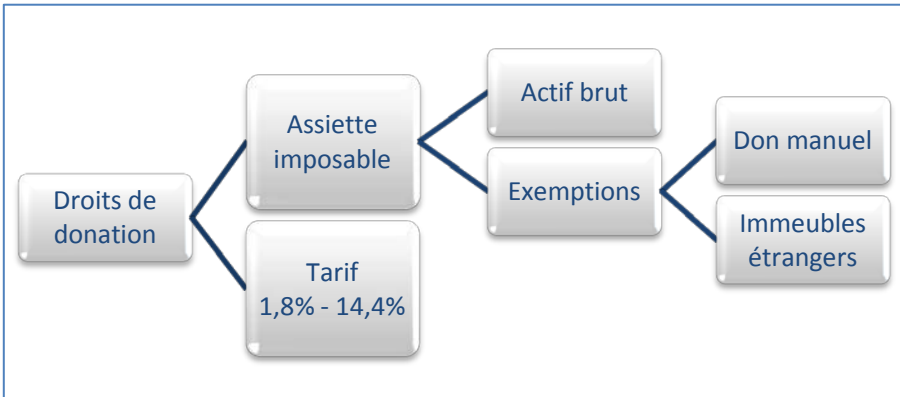 Droits de
donation
Assiette
imposable
Tarif
1,8% - 14,4%
Actif brut
Exemptions
Don manuel
Immeubles
étrangers